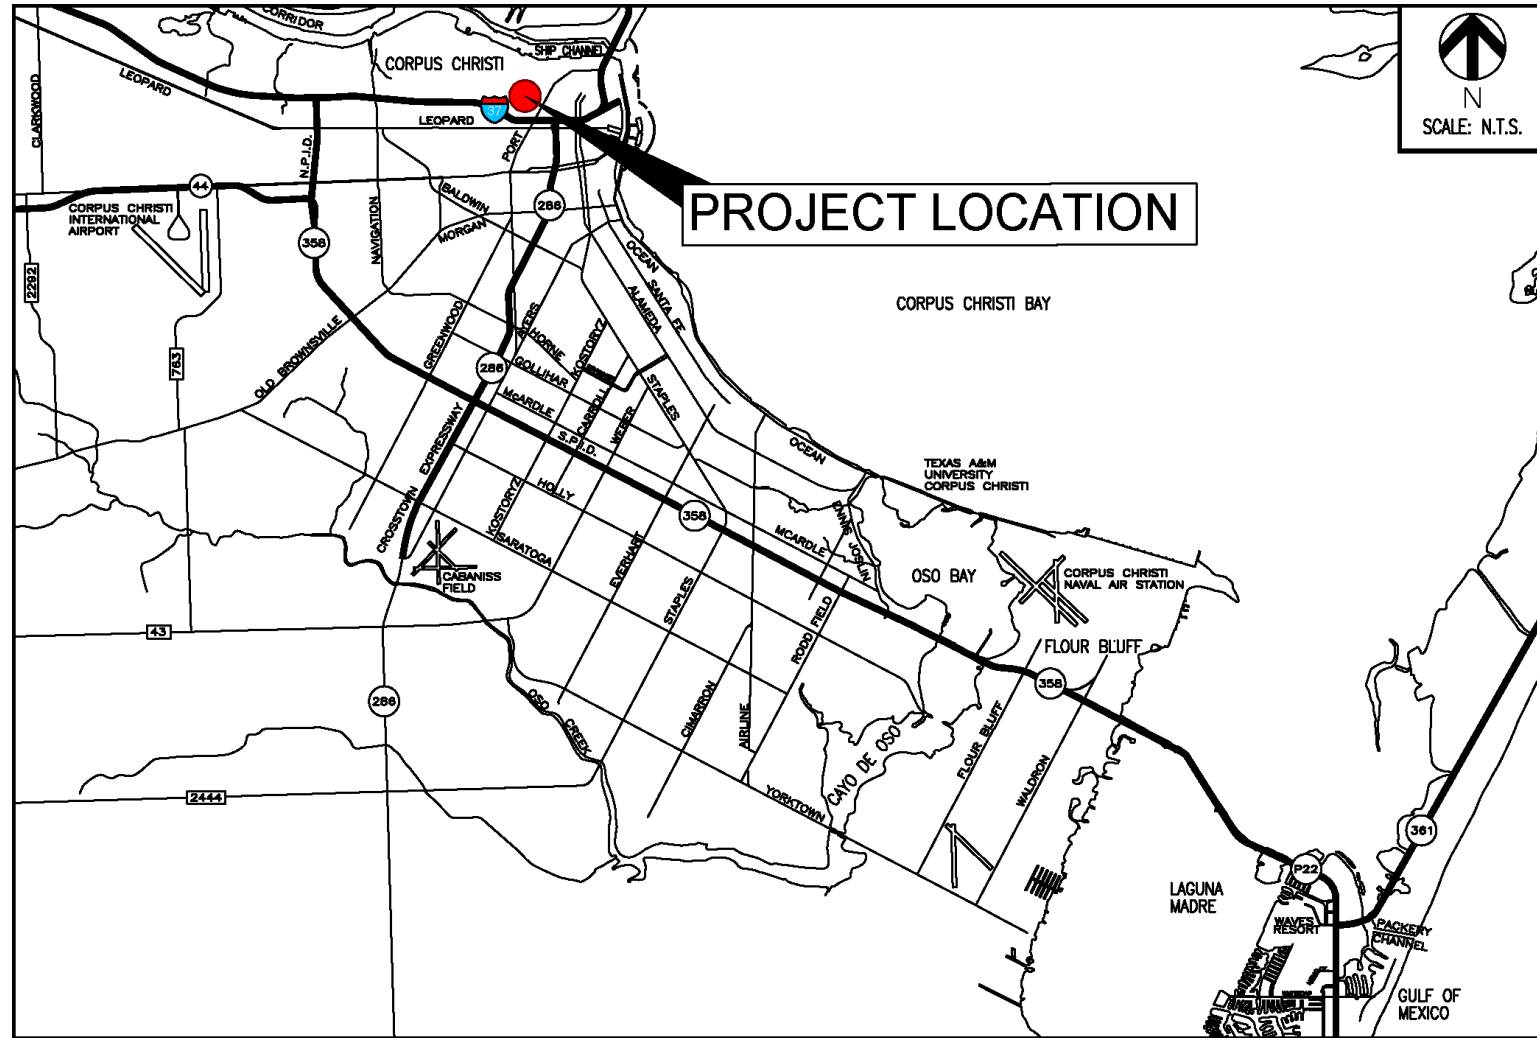 CORRIDOR
SHIP CHANNEL
CORPUS CHRISTI
N
SCALE: N.T.S.
LEOPARD
CLARKWOOD
37
LEOPARD
PORT
N.P.I.D.
44
BALDWIN
286
PROJECT LOCATION
CORPUS CHRISTI
INTERNATIONAL
AIRPORT
NAVIGATION
MORGAN
358
OCEAN
SANTA FE
ALAMEDA
2292
CORPUS CHRISTI BAY
763
OLD BROWNSVILLE
GREENWOOD
AYERS
HORNE
KOSTORYZ
286
GOLLIHAR
McARDLE
CARROLL
WEBER
STAPLES
S.P.I.D.
CROSSTOWN EXPRESSWAY
OCEAN
TEXAS A&M
UNIVERSITY
CORPUS CHRISTI
KOSTORYZ
HOLLY
358
MCARDLE
ENNIS JOSLIN
SARATOGA
EVERHART
STAPLES
OSO BAY
CORPUS CHRISTI
NAVAL AIR STATION
CABANISS
FIELD
RODD FIELD
43
FLOUR BLUFF
358
286
OSO CREEK
CIMARRON
AIRLINE
CAYO DE OSO
FLOUR BLUFF
WALDRON
2444
YORKTOWN
361
P22
LAGUNA
MADRE
WAVES
RESORT
PACKERY
CHANNEL
GULF OF
MEXICO